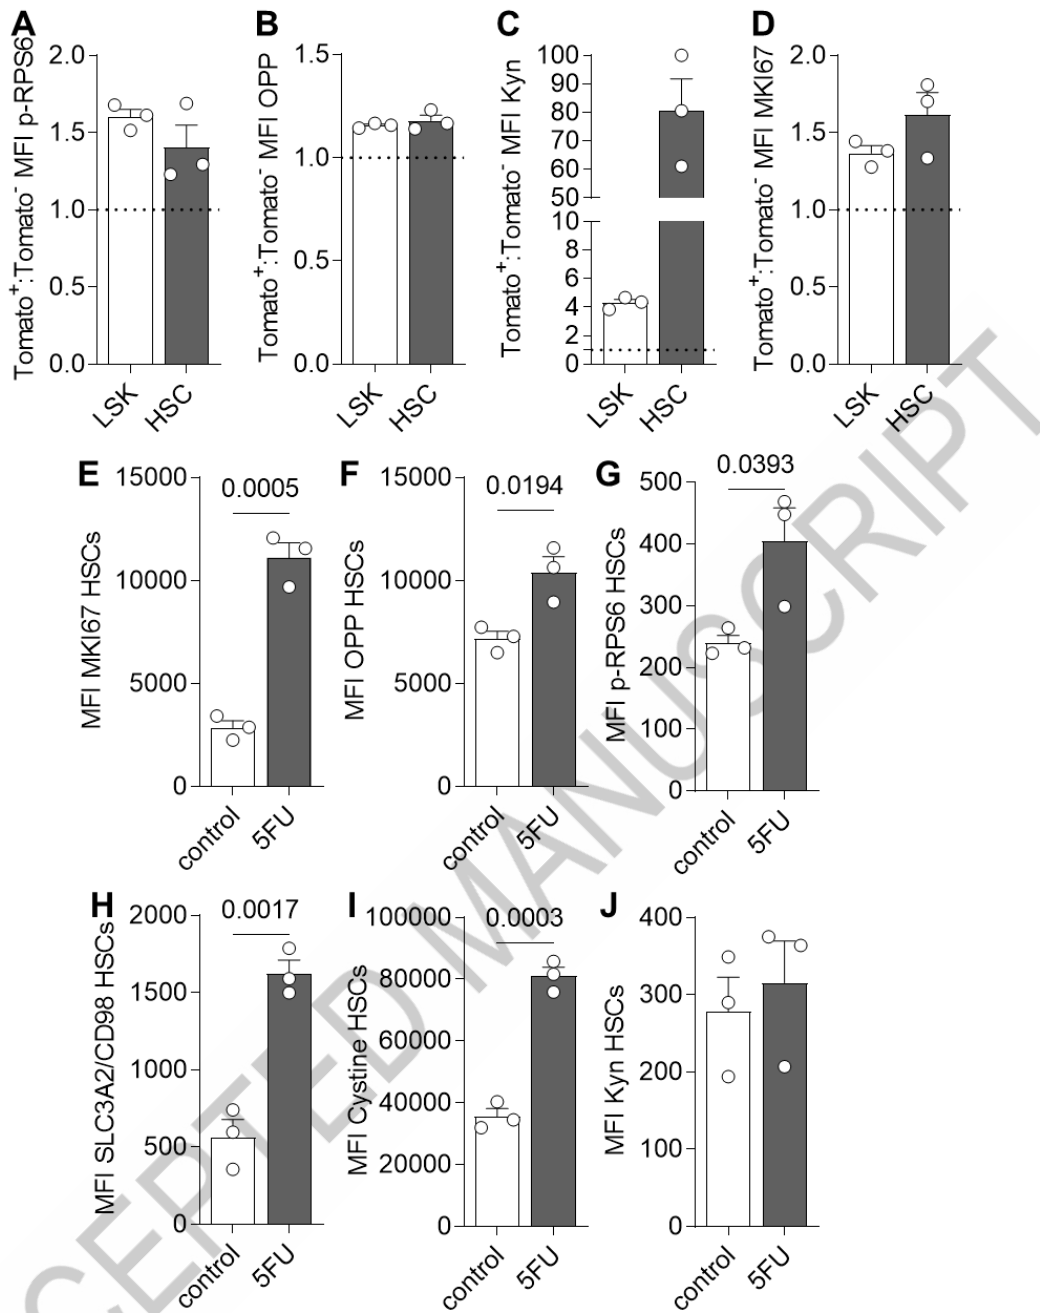 A
Tomato+:Tomato- MFI p-RPS6
2.0
1.5
1.0
0.5
0.0
LSK
HSC
B
Tomato+:Tomato- MFI OPP
1.5
1.0
0.5
0.0
LSK
HSC
C
Tomato+:Tomato- MFI Kyn
100
90
80
70
60
50
10
8
6
4
2
0
LSK
HSC
D
Tomato+:Tomato- MFI MKI67
2.0
1.5
1.0
0.5
0.0
LSK
HSC
E
MFI MKI67 HSCs
15000
10000
5000
0
0.0005
control
5FU
F
MFI OPP HSCs
15000
10000
5000
0
0.0194
control
5FU
G
MFI p-RPS6 HSCs
500
400
300
200
100
0
0.0393
control
5FU
H
MFI SLC3A2/CD98 HSCs
2000
1500
1000
500
0
0.0017
control
5FU
I
MFI Cystine HSCs
100000
80000
60000
40000
20000
0
0.0003
control
5FU
J
MFI Kyn HSCs
400
300
200
100
0
control
5FU
CEPTED MANUSCRIPT